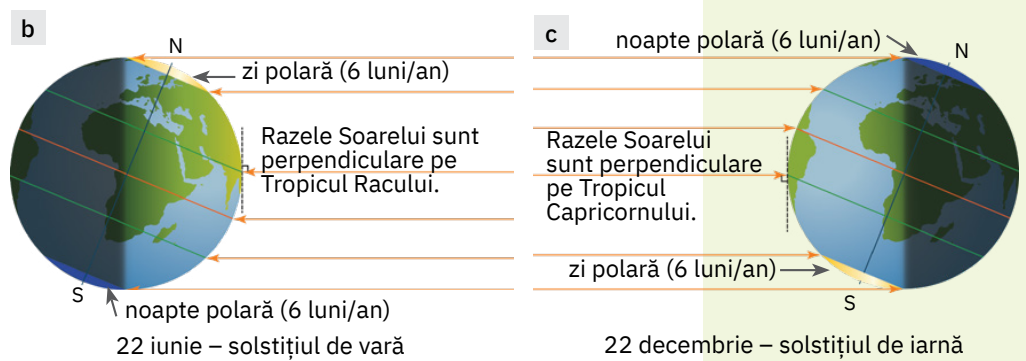 b
N
zi polară (6 luni/an)
Razele Soarelui sunt
perpendiculare pe
Tropicul Racului.
S
noapte polară (6 luni/an)
22 iunie – solstițiul de vară
c
noapte polară (6 luni/an)
N
Razele Soarelui
sunt perpendiculare
pe Tropicul
Capricornului.
zi polară (6 luni/an)
S
22 decembrie – solstițiul de iarnă